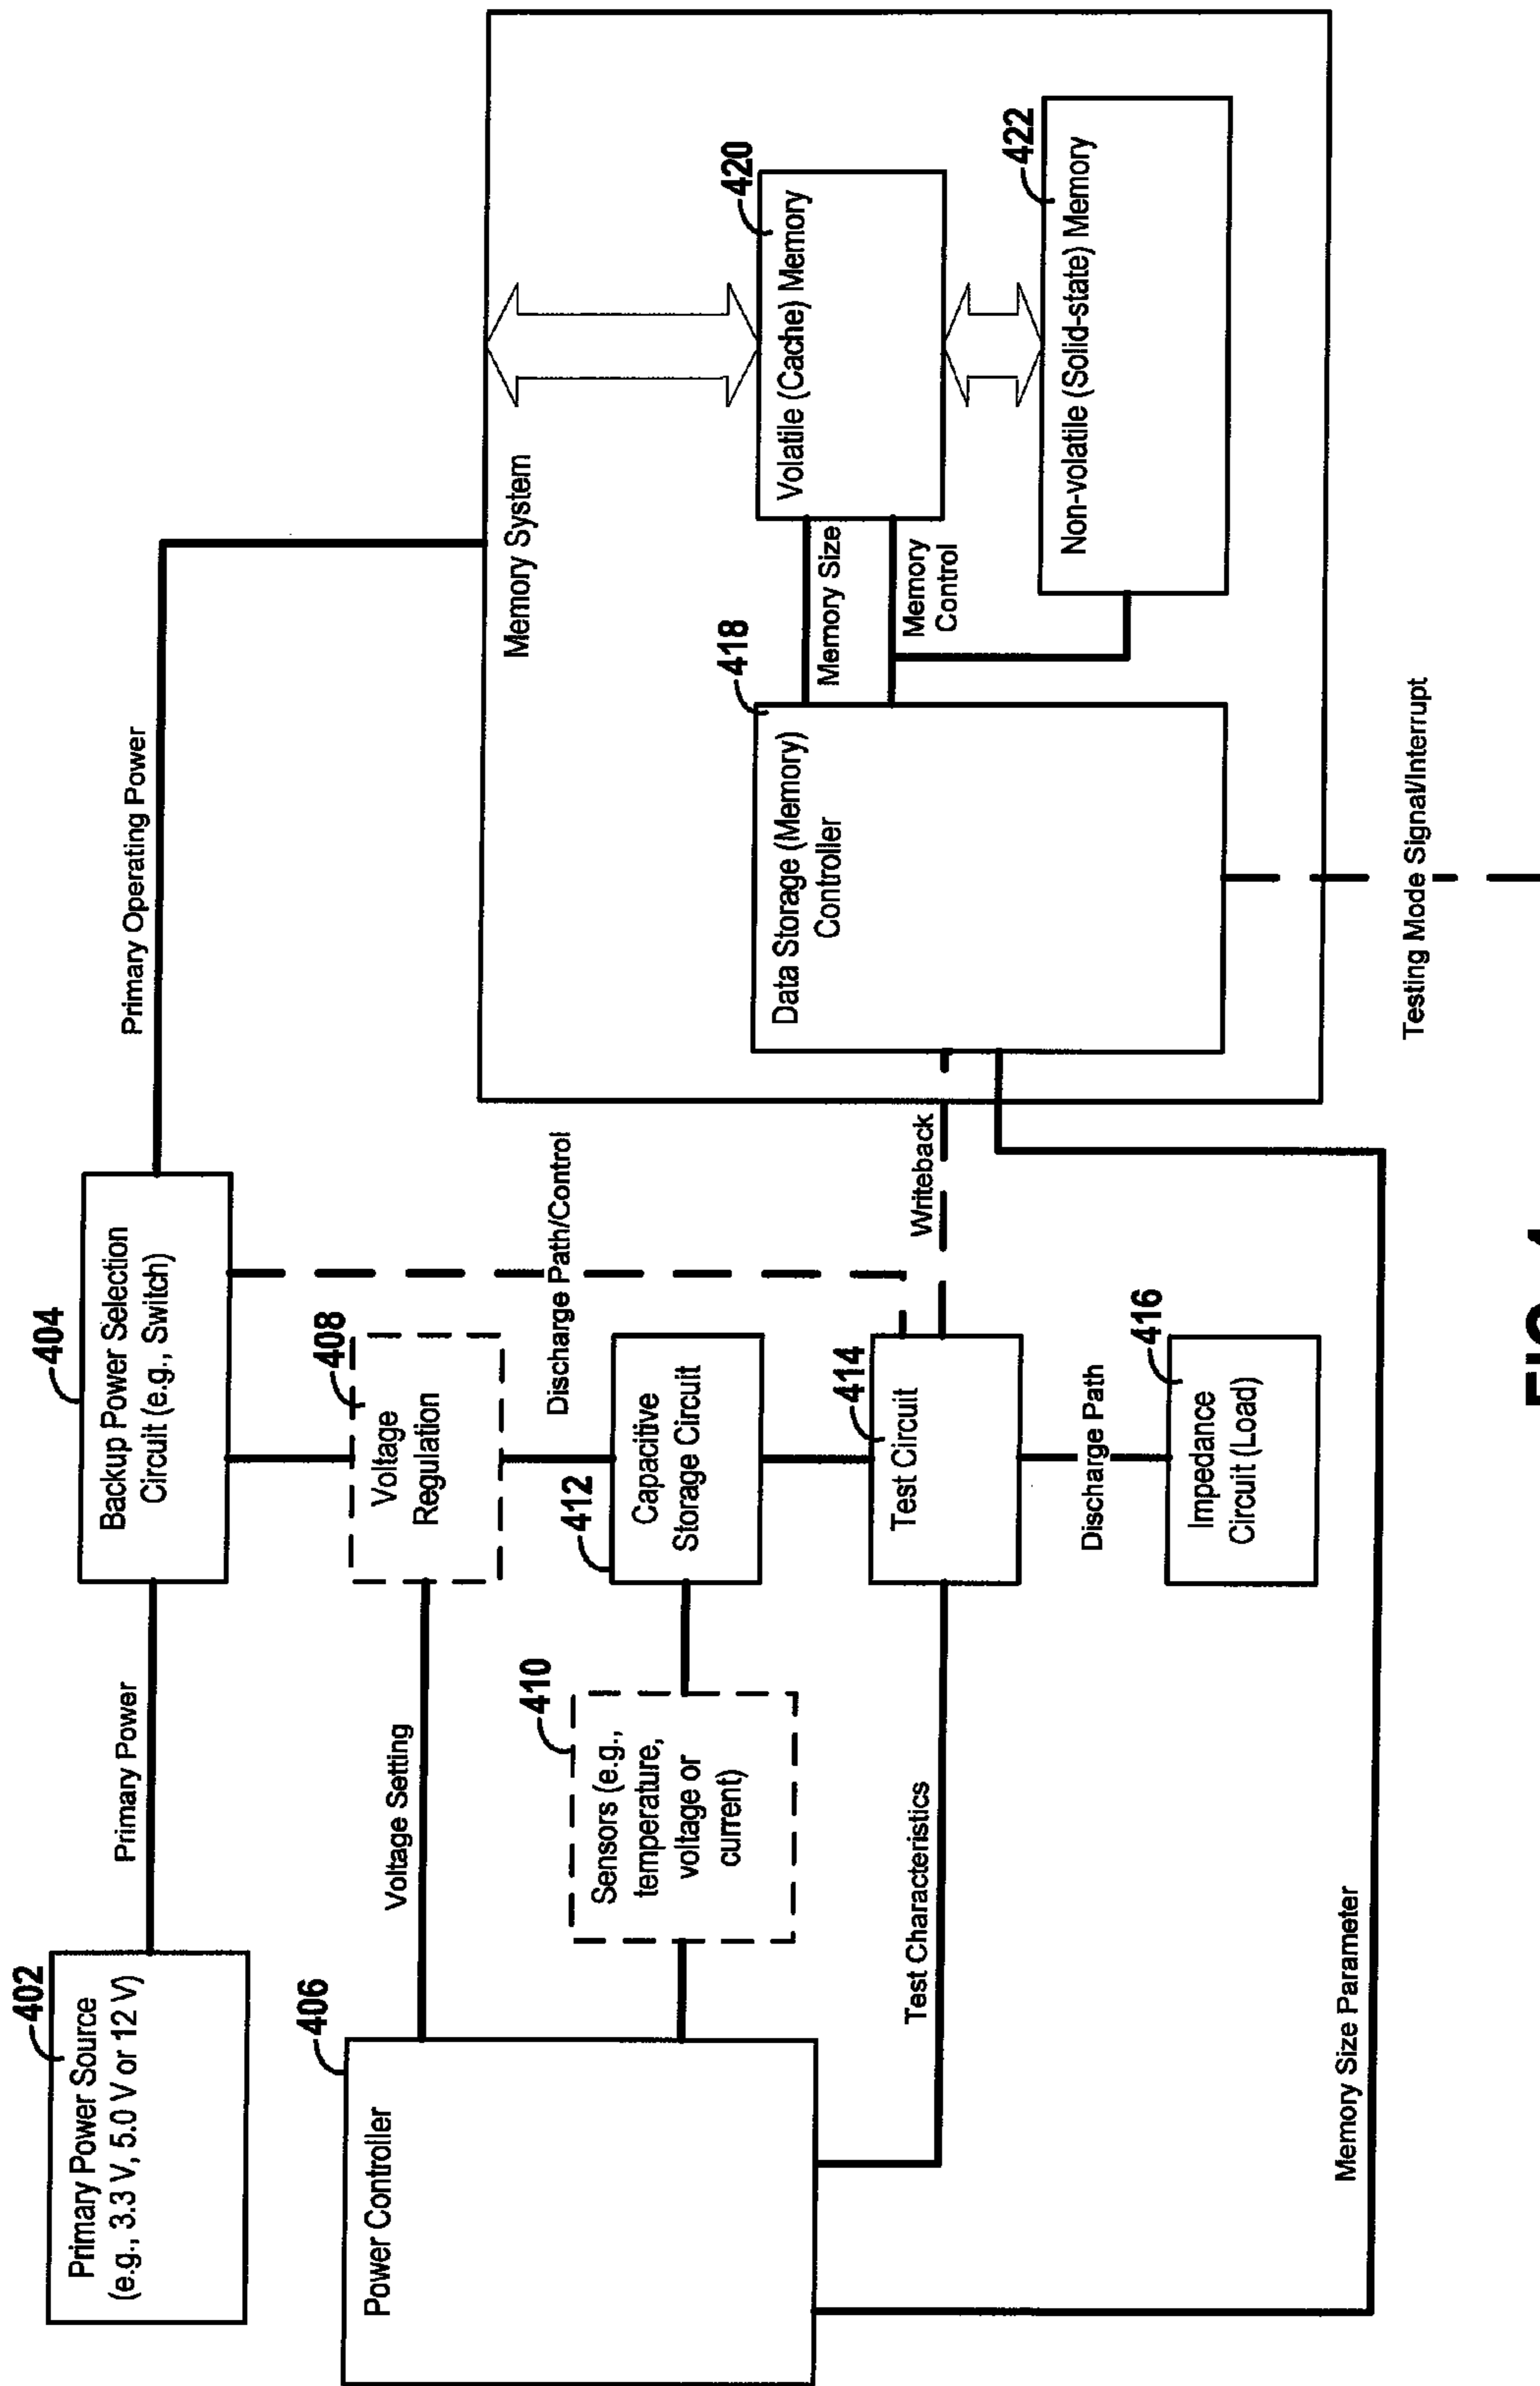 402
Primary Power Source
(e.g., 3.3 V, 5.0 V or 12 V)
Primary Power
404
Backup Power Selection
Circuit (e.g., Switch)
Primary Operating Power
406
Power Controller
Voltage Setting
408
Voltage
Regulation
Discharge Path/Control
410
Sensors (e.g.,
temperature,
voltage or
current)
412
Capacitive
Storage Circuit
Test Characteristics
414
Test Circuit
Writeback
Discharge Path
416
Impedance
Circuit (Load)
Memory Size Parameter
Memory System
418
Data Storage (Memory)
Controller
Memory Size
Memory
Control
420
Volatile (Cache) Memory
422
Non-volatile (Solid-state) Memory
Testing Mode Signal/Interrupt